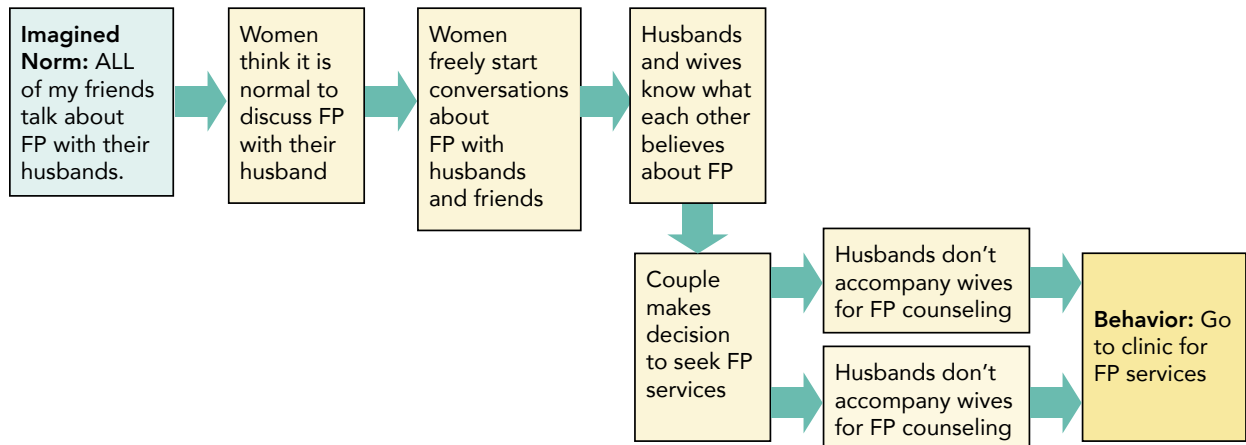 Imagined
Norm: ALL
of my friends
talk about
FP with their
husbands.
Women
think it is
normal to
discuss FP
with their
husband
Women
freely start
conversations
about
FP with
husbands
and friends
Husbands
and wives
know what
each other
believes
about FP
Couple
makes
decision
to seek FP
services
Husbands don’t
accompany wives
for FP counseling
Husbands don’t
accompany wives
for FP counseling
Behavior: Go
to clinic for
FP services